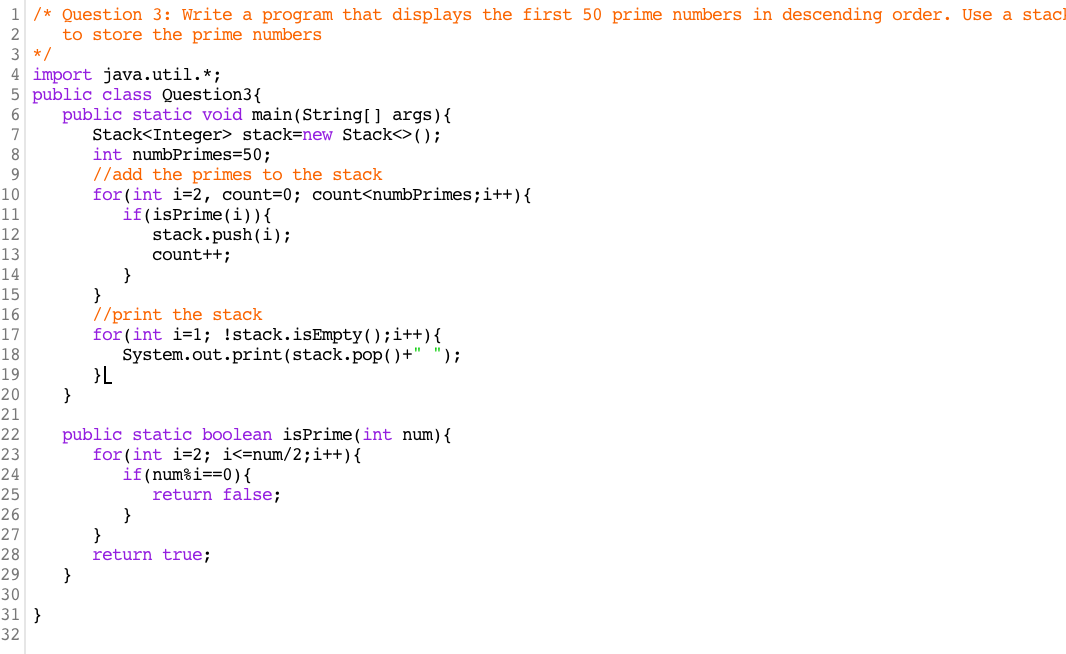 1 /* Question 3: Write a program that displays the first 50 prime numbers in descending order. Use a
2    to store the prime numbers
3 */
4 import java.util.*;
5 public class Question3{
6    public static void main(String[] args){
7       Stack<Integer> stack=new Stack<>();
8       int numbPrimes=50;
9       //add the primes to the stack
10       for(int i=2, count=0; count<numbPrimes;i++){
11          if(isPrime(i)){
12             stack.push(i);
13             count++;
14          }
15       }
16       //print the stack
17       for(int i=1; !stack.isEmpty();i++){
18          System.out.print(stack.pop()+" ");
19       }
20    }
21
22    public static boolean isPrime(int num){
23       for(int i=2; i<=num/2;i++){
24          if(num%i==0){
25             return false;
26          }
27       }
28       return true;
29    }
30
31 }
32